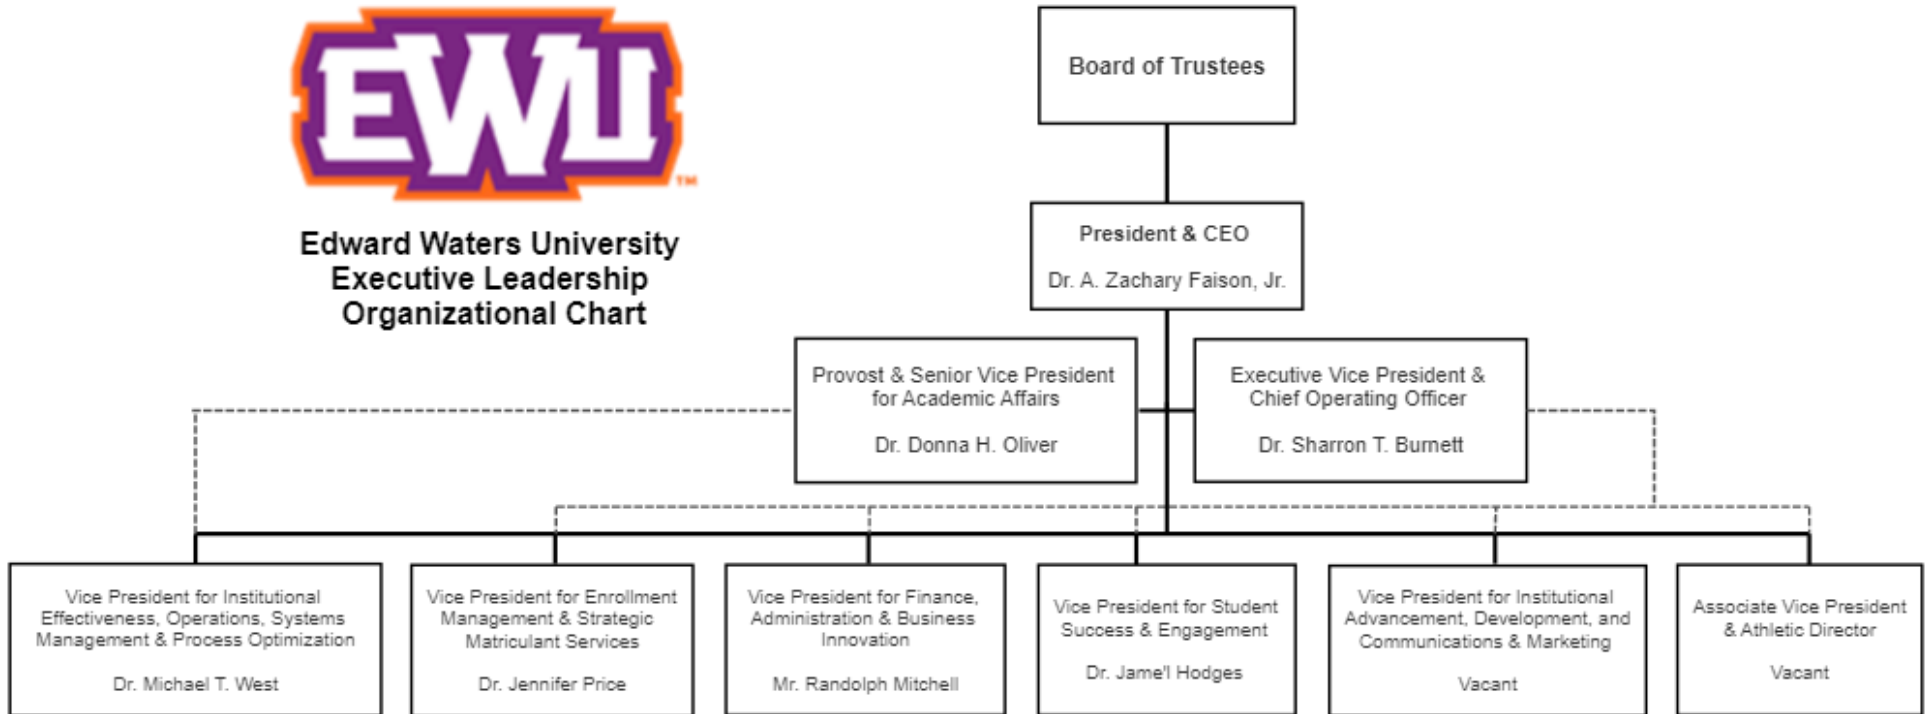 EWU
TM
Edward Waters University
Executive Leadership
Organizational Chart
Board of Trustees
President & CEO
Dr. A. Zachary Faison, Jr.
Provost & Senior Vice President
for Academic Affairs
Dr. Donna H. Oliver
Executive Vice President &
Chief Operating Officer
Dr. Sharron T. Burnett
Vice President for Institutional
Effectiveness, Operations, Systems
Management & Process Optimization
Dr. Michael T. West
Vice President for Enrollment
Management & Strategic
Matriculant Services
Dr. Jennifer Price
Vice President for Finance,
Administration & Business
Innovation
Mr. Randolph Mitchell
Vice President for Student
Success & Engagement
Dr. Jame'l Hodges
Vice President for Institutional
Advancement, Development, and
Communications & Marketing
Vacant
Associate Vice President
& Athletic Director
Vacant